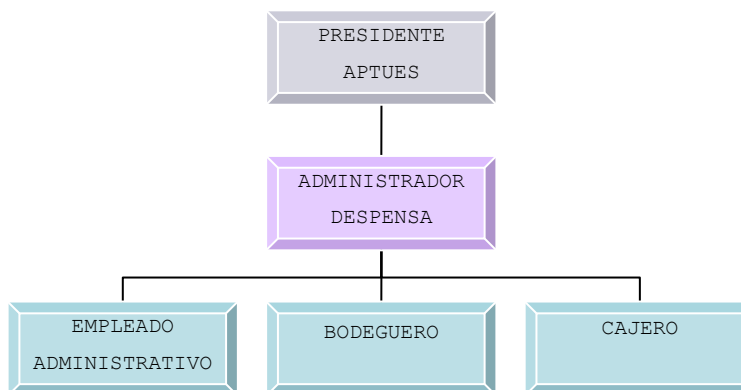 PRESIDENTE
APTUES
ADMINISTRADOR
DESPENSA
EMPLEADO
ADMINISTRATIVO
BODEGUERO
CAJERO